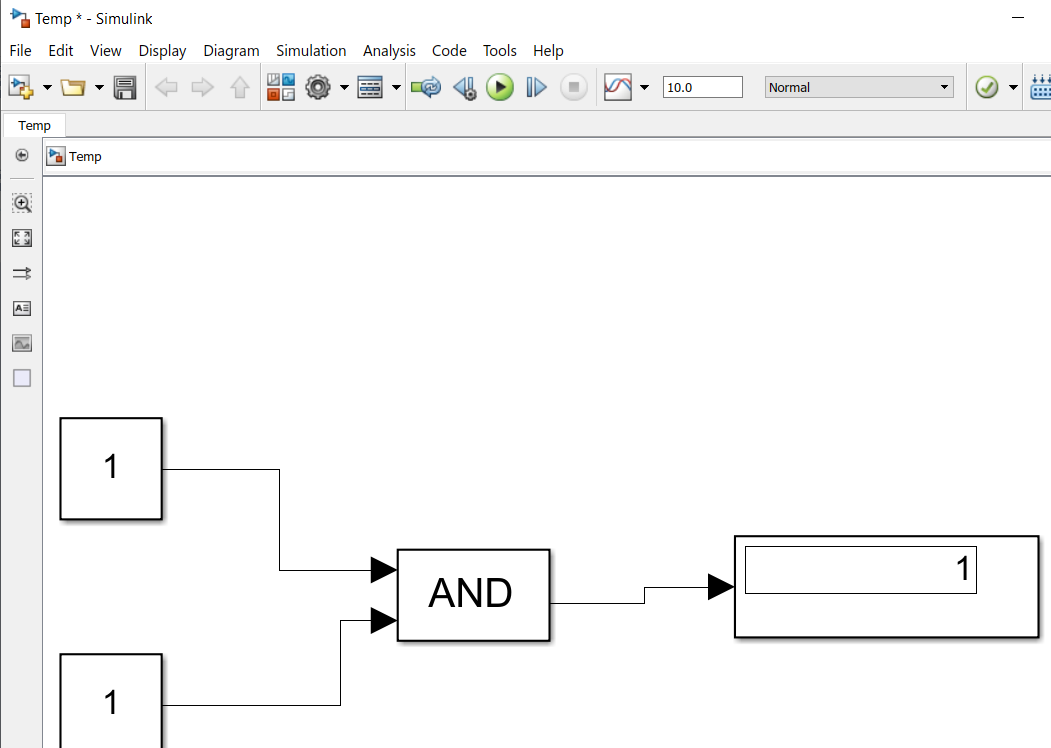 Temp * - Simulink
File Edit View Display Diagram Simulation Analysis Code Tools Help
10.0 Normal
Temp
Temp
1
AND
1
1